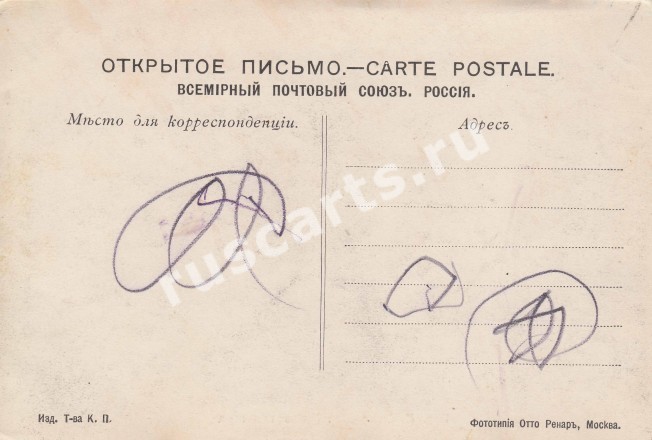 ОТКРЫТОЕ ПИСЬМО.—CARTE POSTALE.
ВСЕМІРНЫЙ ПОЧТОВЫЙ СОЮЗЪ. РОССІЯ.
Мѣсто для корреспонденціи.
Адресъ
ruscarts.ru
Изд. Т-ва К. П.
Фототипія Отто Ренаръ, Москва.